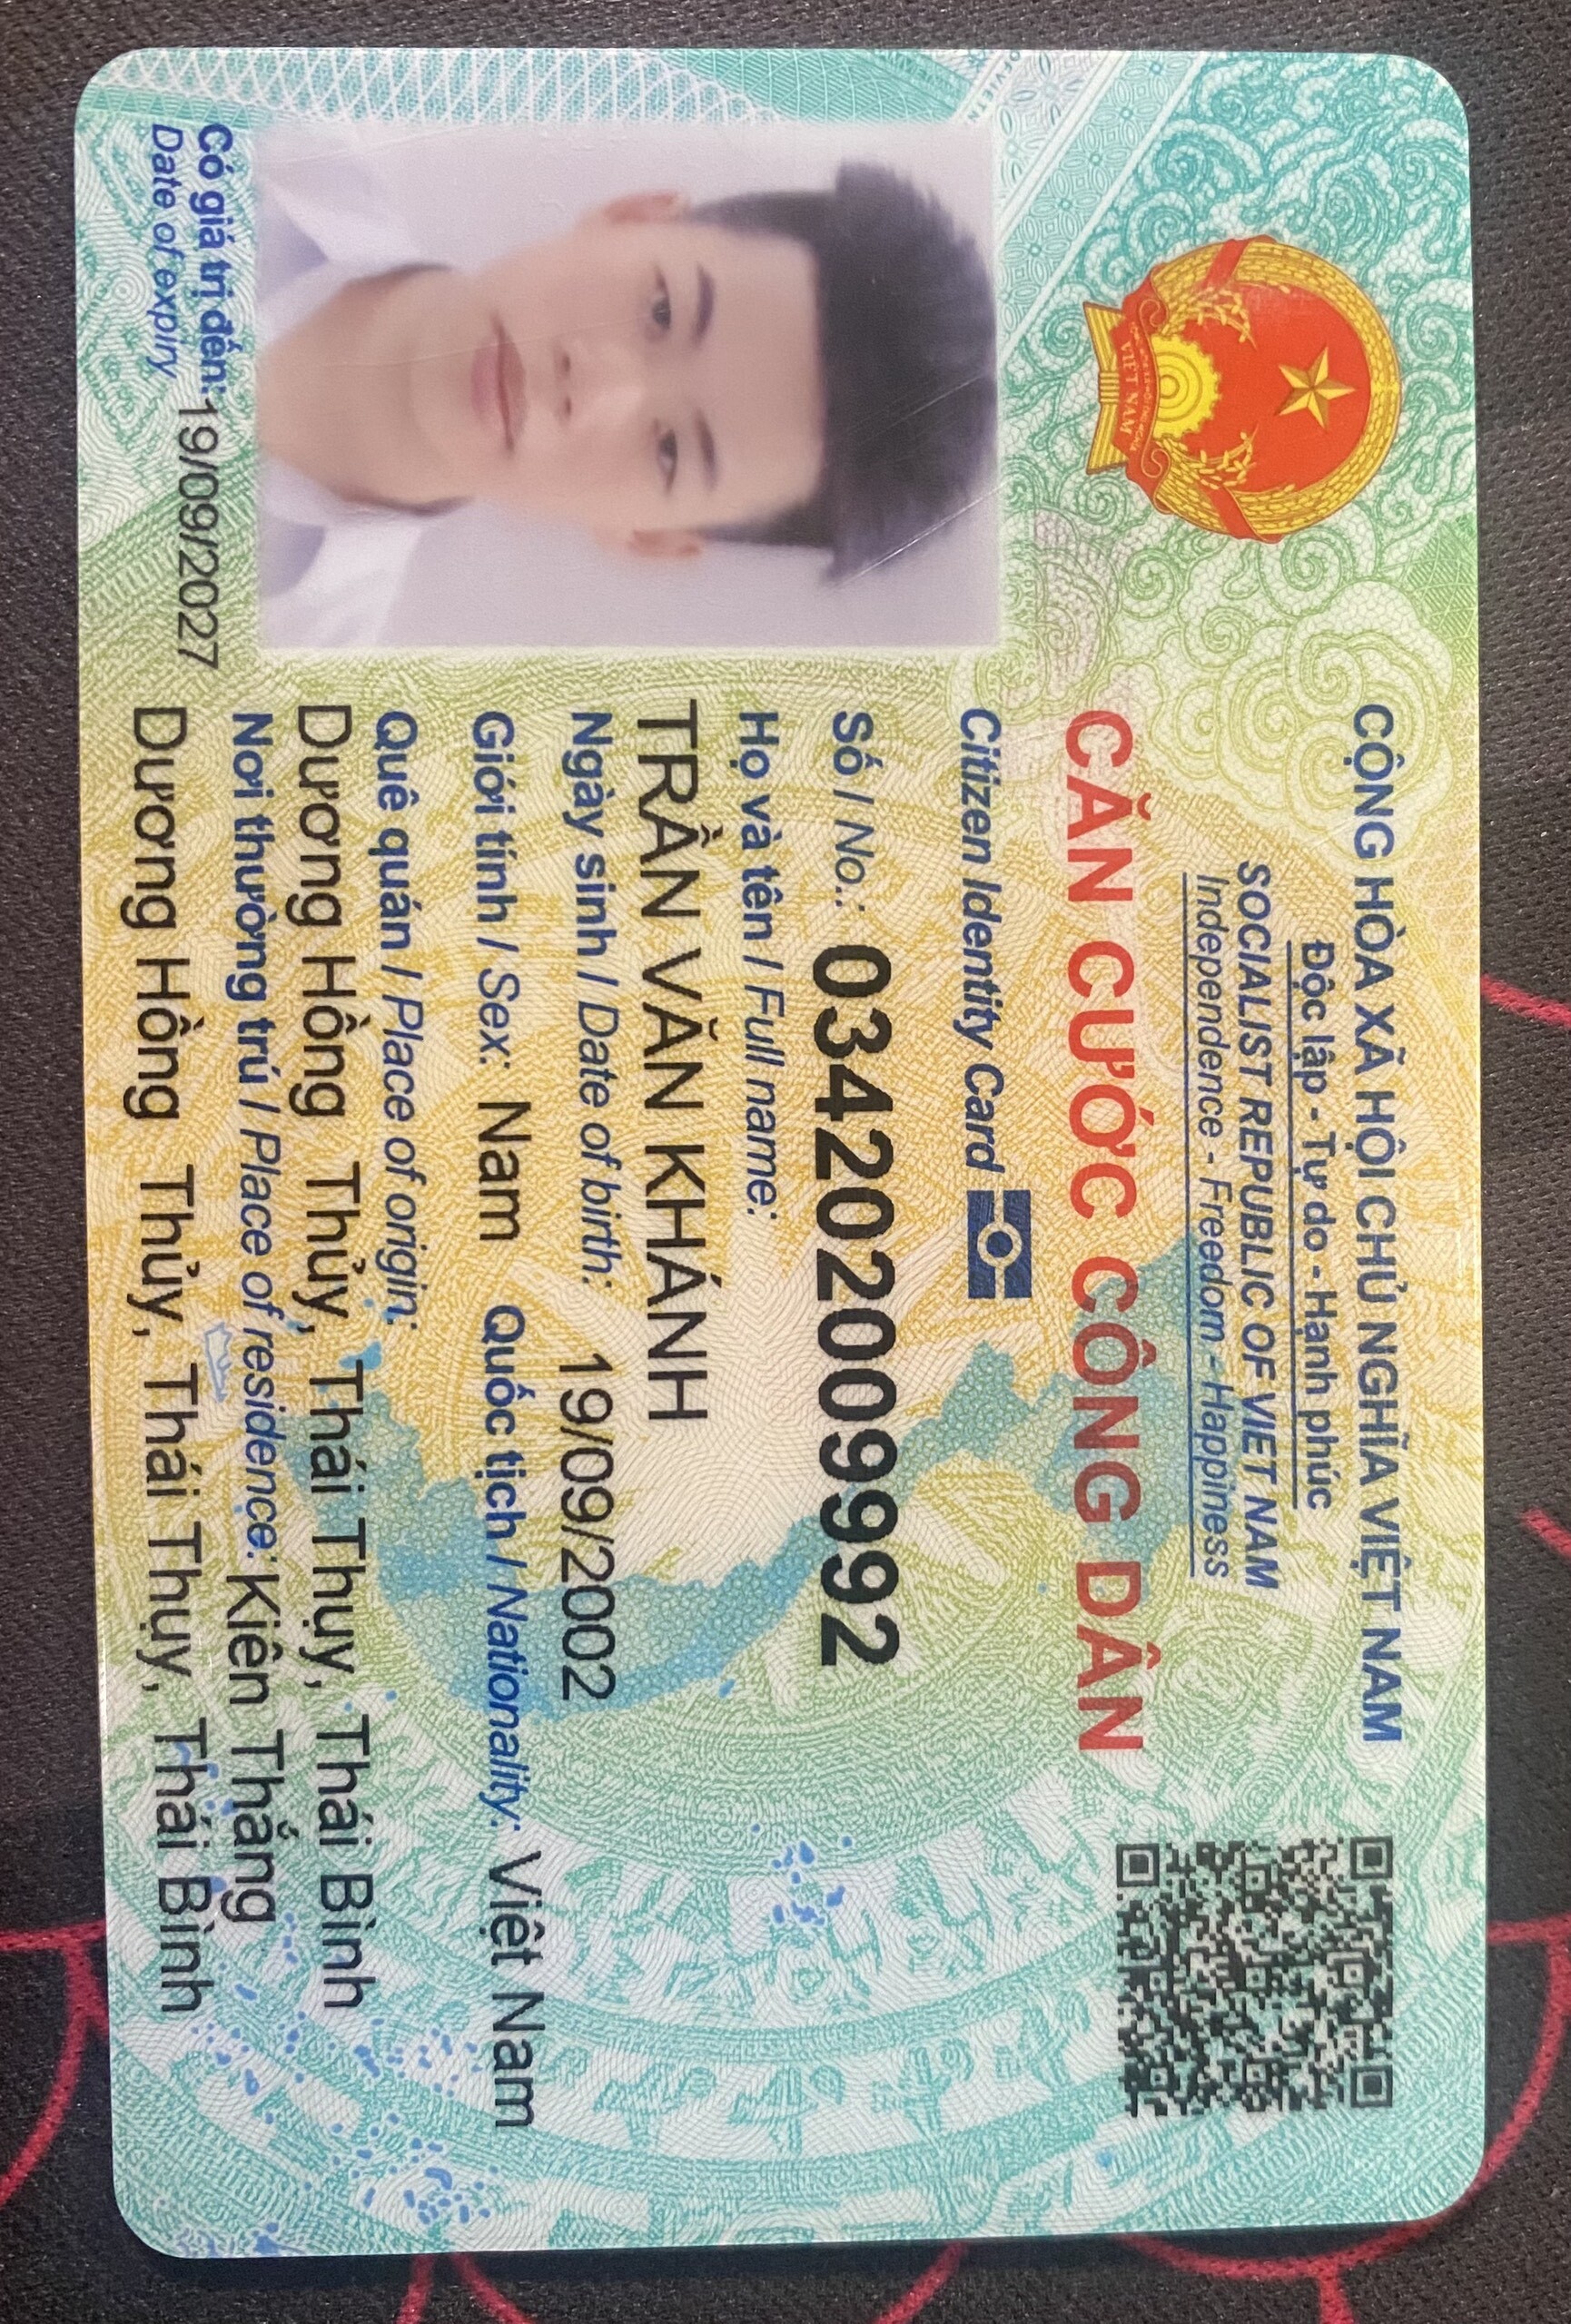 CỘNG HÒA XÃ HỘI CHỦ NGHĨA VIỆT NAM
Độc lập - Tự do - Hạnh phúc
SOCIALIST REPUBLIC OF VIET NAM
Independence - Freedom - Happiness
CĂN CƯỚC CÔNG DÂN
Citizen Identity Card
Số / No.: 034202009992
Họ và tên / Full name:
TRẦN VĂN KHÁNH
Ngày sinh / Date of birth: 19/09/2002
Giới tính / Sex: Nam Quốc tịch / Nationality: Việt Nam
Quê quán / Place of origin:
Dương Hồng Thủy, Thái Thụy, Thái Bình
Nơi thường trú / Place of residence: Kiên Thắng
Dương Hồng Thủy, Thái Thụy, Thái Bình
Có giá trị đến: 19/09/2027
Date of expiry
VIỆT NAM